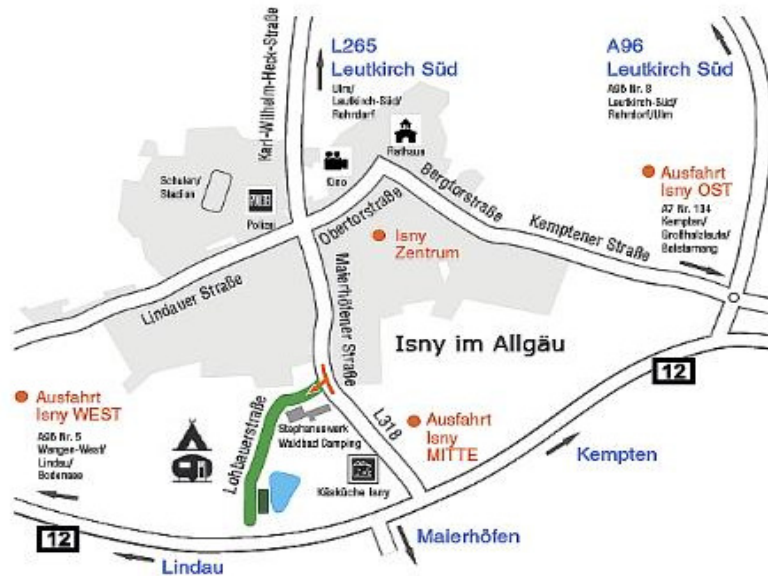 L265
Leutkirch Süd
Ulm/
Leutkirch-Süd/
Rohrdorf
A96
Leutkirch Süd
A96 Nr. 8
Leutkirch-Süd/
Rohrdorf/Ulm
Karl-Wilhelm-Heck-Straße
Rathaus
Kino
Schulen/
Stadion
Polizei
Bergtorstraße
Obertorstraße
Kemptener Straße
Ausfahrt
Isny OST
A7 Nr. 134
Kempten/
Isny
Zentrum
Lindauer Straße
Maierhöfener Straße
Isny im Allgäu
12
Ausfahrt
Isny WEST
A96 Nr. 5
Wangen-West/
Lindau/
Bodensee
Lohbauerstraße
Stephanuswerk
Waldbad Camping
L318
Ausfahrt
Isny
MITTE
Käsküche Isny
Kempten
12
Maierhöfen
Lindau